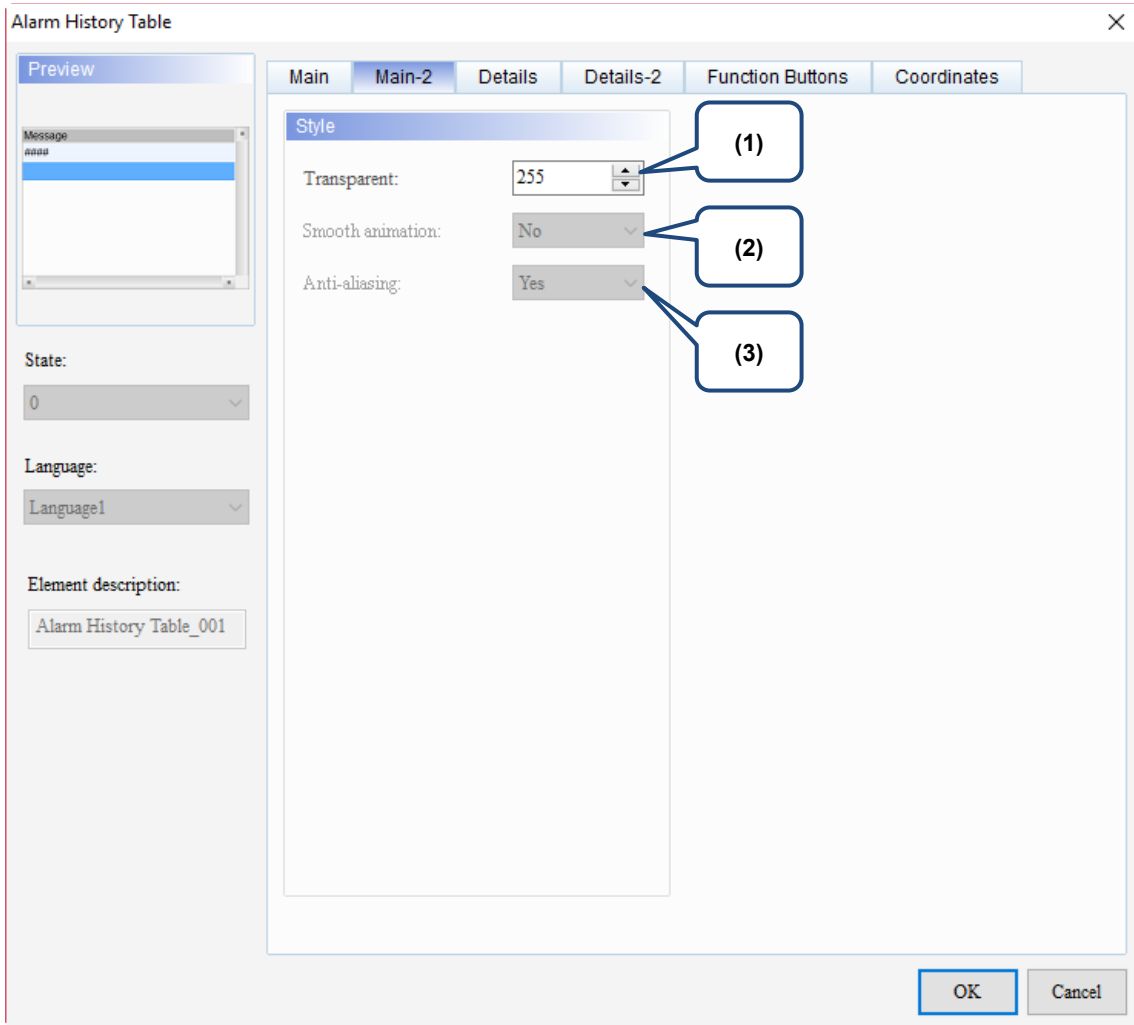 Alarm History Table
Preview
Message
####
State:
0
Language:
Language1
Element description:
Alarm History Table_001
Main Main-2 Details Details-2 Function Buttons Coordinates
Style
Transparent: 255
Smooth animation: No
Anti-aliasing: Yes
(1)
(2)
(3)
OK Cancel